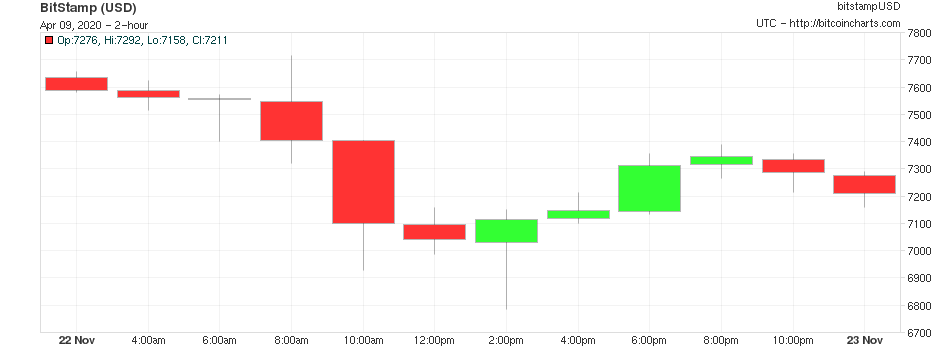 BitStamp (USD)
bitstampUSD
Apr 09, 2020 - 2-hour
UTC - http://bitcoincharts.com
Op:7276, Hi:7292, Lo:7158, Cl:7211
7800
7700
7600
7500
7400
7300
7200
7100
7000
6900
6800
6700
22 Nov 4:00am 6:00am 8:00am 10:00am 12:00pm 2:00pm 4:00pm 6:00pm 8:00pm 10:00pm 23 Nov